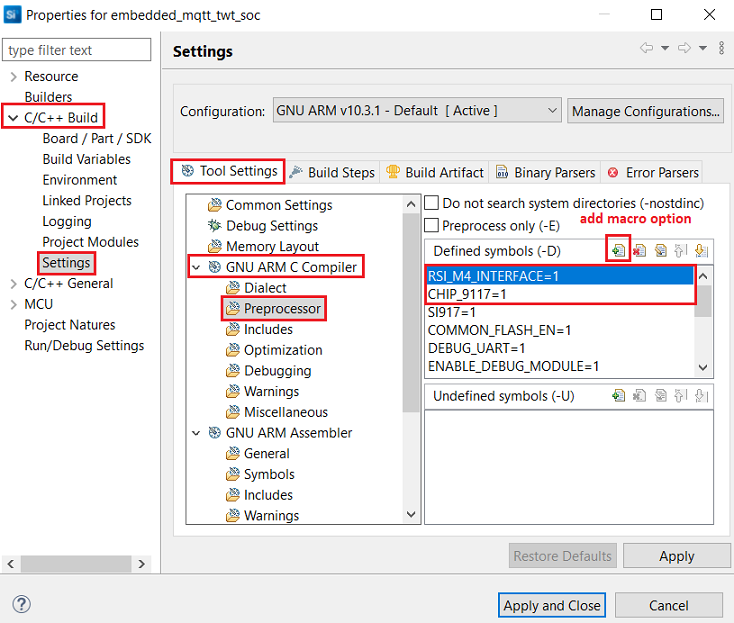 Si Properties for embedded_mqtt_twt_soc
type filter text
Settings
Resource
Builders
C/C++ Build
Board / Part / SDK
Build Variables
Environment
Linked Projects
Logging
Project Modules
Settings
C/C++ General
MCU
Project Natures
Run/Debug Settings
Configuration: GNU ARM v10.3.1 - Default [ Active ] Manage Configurations...
Tool Settings Build Steps Build Artifact Binary Parsers Error Parsers
Common Settings
Debug Settings
Memory Layout
GNU ARM C Compiler
Dialect
Preprocessor
Includes
Optimization
Debugging
Warnings
Miscellaneous
GNU ARM Assembler
General
Symbols
Includes
Warnings
Do not search system directories (-nostdinc)
Preprocess only (-E)
add macro option
Defined symbols (-D)
RSI_M4_INTERFACE=1
CHIP_9117=1
SI917=1
COMMON_FLASH_EN=1
DEBUG_UART=1
ENABLE_DEBUG_MODULE=1
Undefined symbols (-U)
Restore Defaults Apply
? Apply and Close Cancel